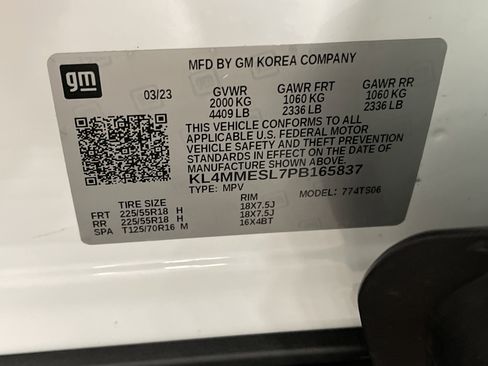 gm
MFD BY GM KOREA COMPANY
03/23 GVWR GAWR FRT GAWR RR
2000 KG 1060 KG 1060 KG
4409 LB 2336 LB 2336 LB
THIS VEHICLE CONFORMS TO ALL
APPLICABLE U.S. FEDERAL MOTOR
VEHICLE SAFETY AND THEFT PREVENTION
STANDARDS IN EFFECT ON THE DATE OF
MANUFACTURE SHOWN ABOVE.
KL4MMESL7PB165837
TYPE: MPV MODEL: 774TS06
TIRE SIZE RIM
FRT 225/55R18 H 18X7.5J
RR 225/55R18 H 18X7.5J
SPA T125/70R16 M 16X4BT